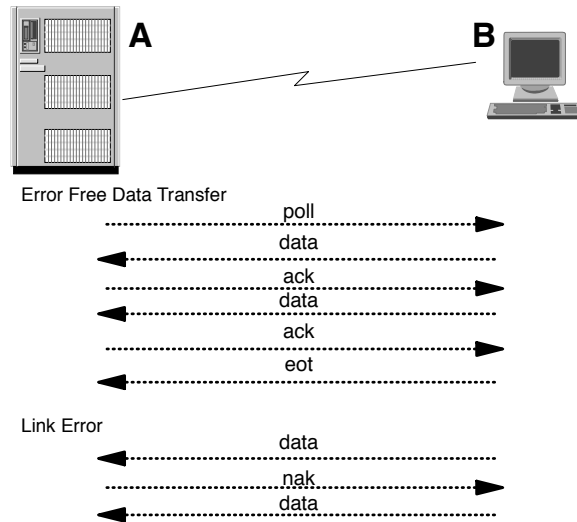 A
B
Error Free Data Transfer
poll
data
ack
data
ack
eot
Link Error
data
nak
data